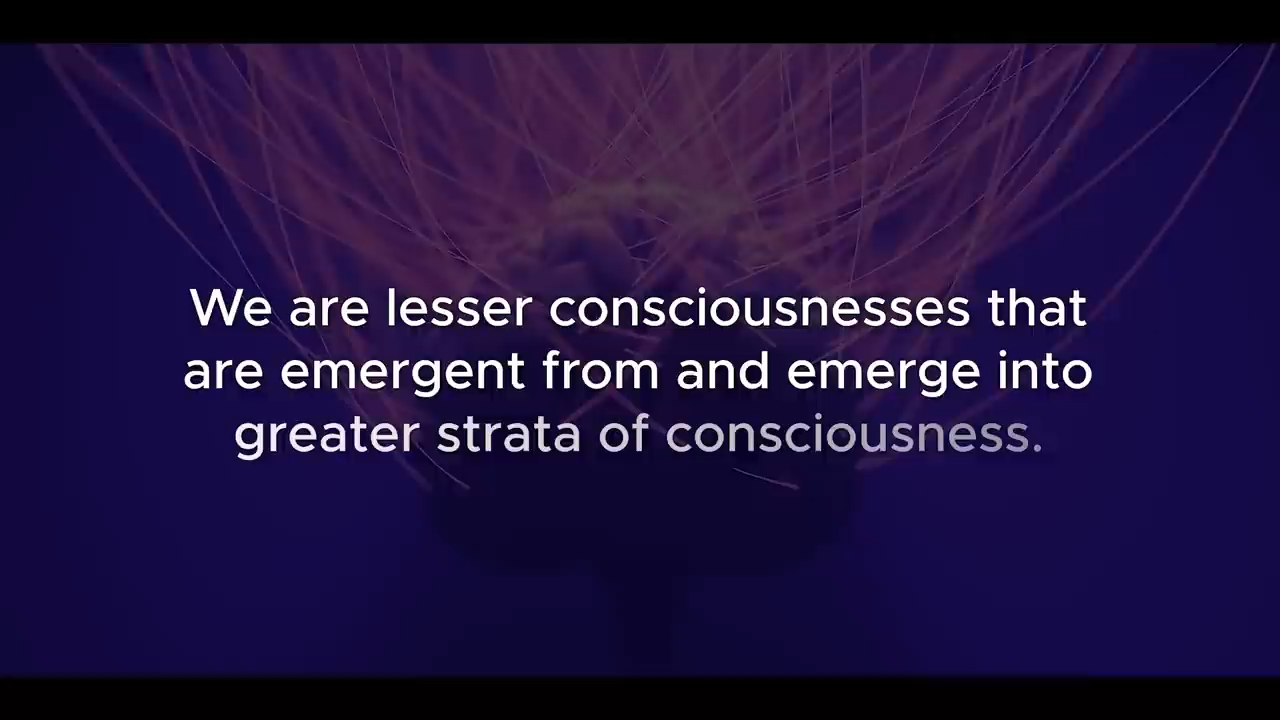 We are lesser consciousnesses that
are emergent from and emerge into
greater strata of consciousness.